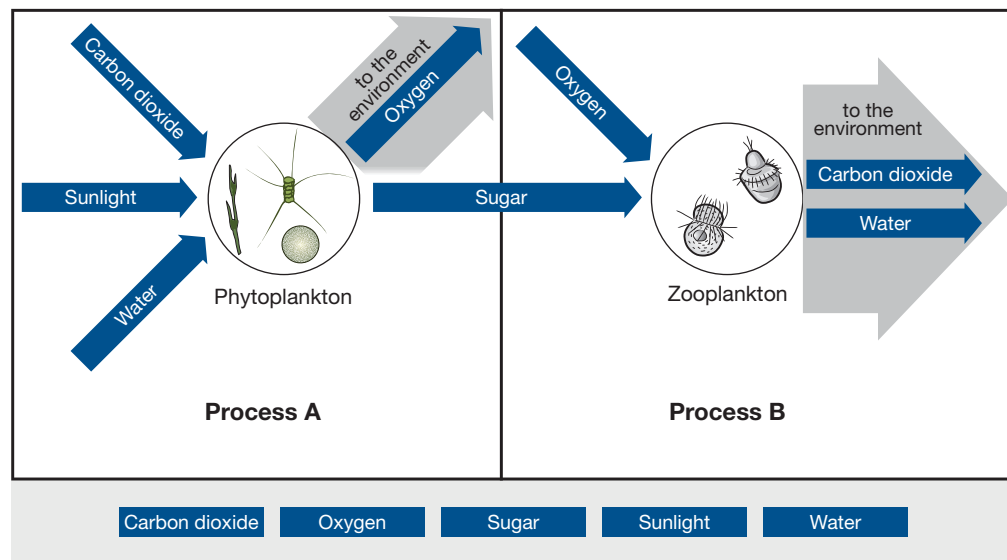 Carbon dioxide
Sunlight
Water
Phytoplankton
to the
environment
Oxygen
Sugar
Process A
Oxygen
Zooplankton
to the
environment
Carbon dioxide
Water
Process B
Carbon dioxide
Oxygen
Sugar
Sunlight
Water